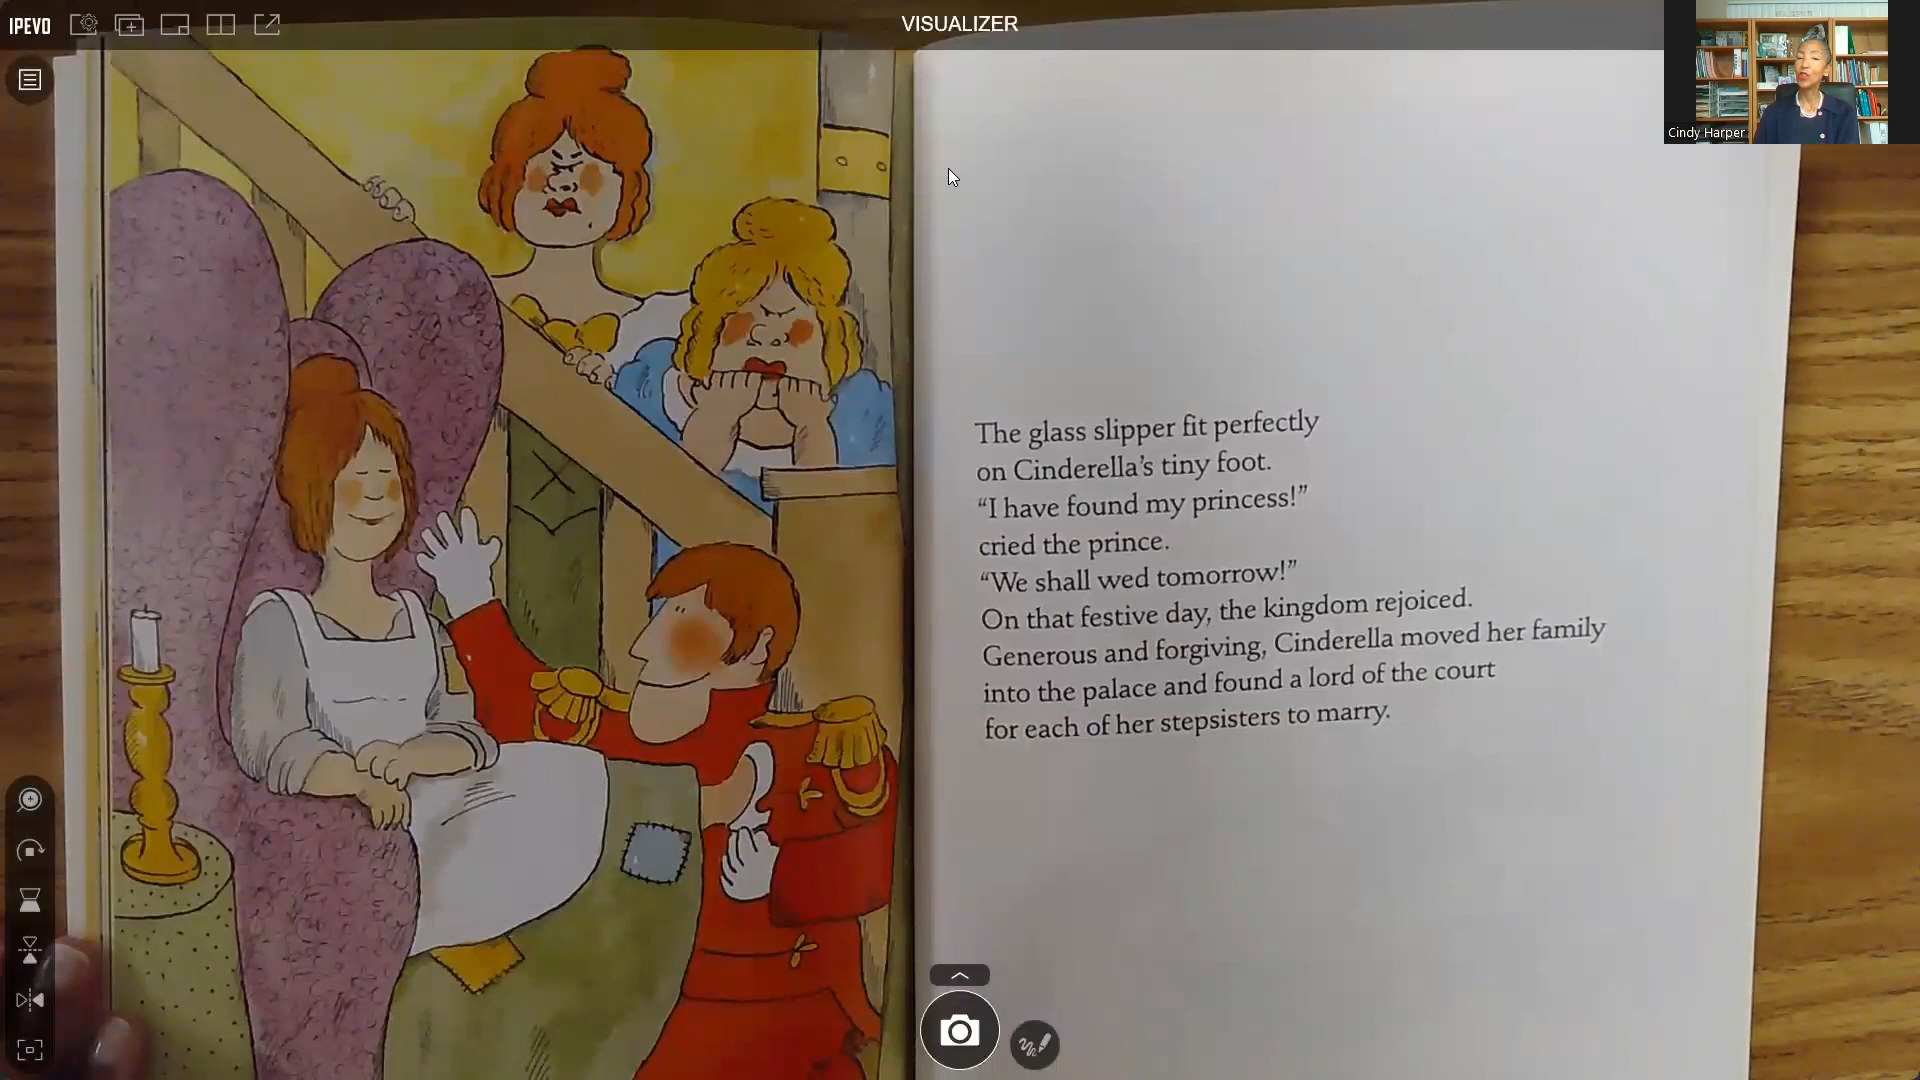 IPEVO
VISUALIZER
Cindy Harper
The glass slipper fit perfectly
on Cinderella's tiny foot.
“I have found my princess!”
cried the prince.
“We shall wed tomorrow!”
On that festive day, the kingdom rejoiced.
Generous and forgiving, Cinderella moved her family
into the palace and found a lord of the court
for each of her stepsisters to marry.